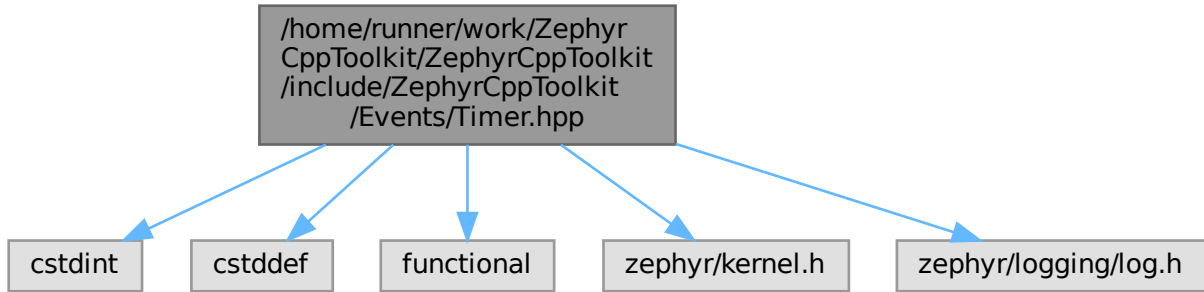 /home/runner/work/Zephyr
CppToolkit/ZephyrCppToolkit
/include/ZephyrCppToolkit
/Events/Timer.hpp
cstdint
cstddef
functional
zephyr/kernel.h
zephyr/logging/log.h